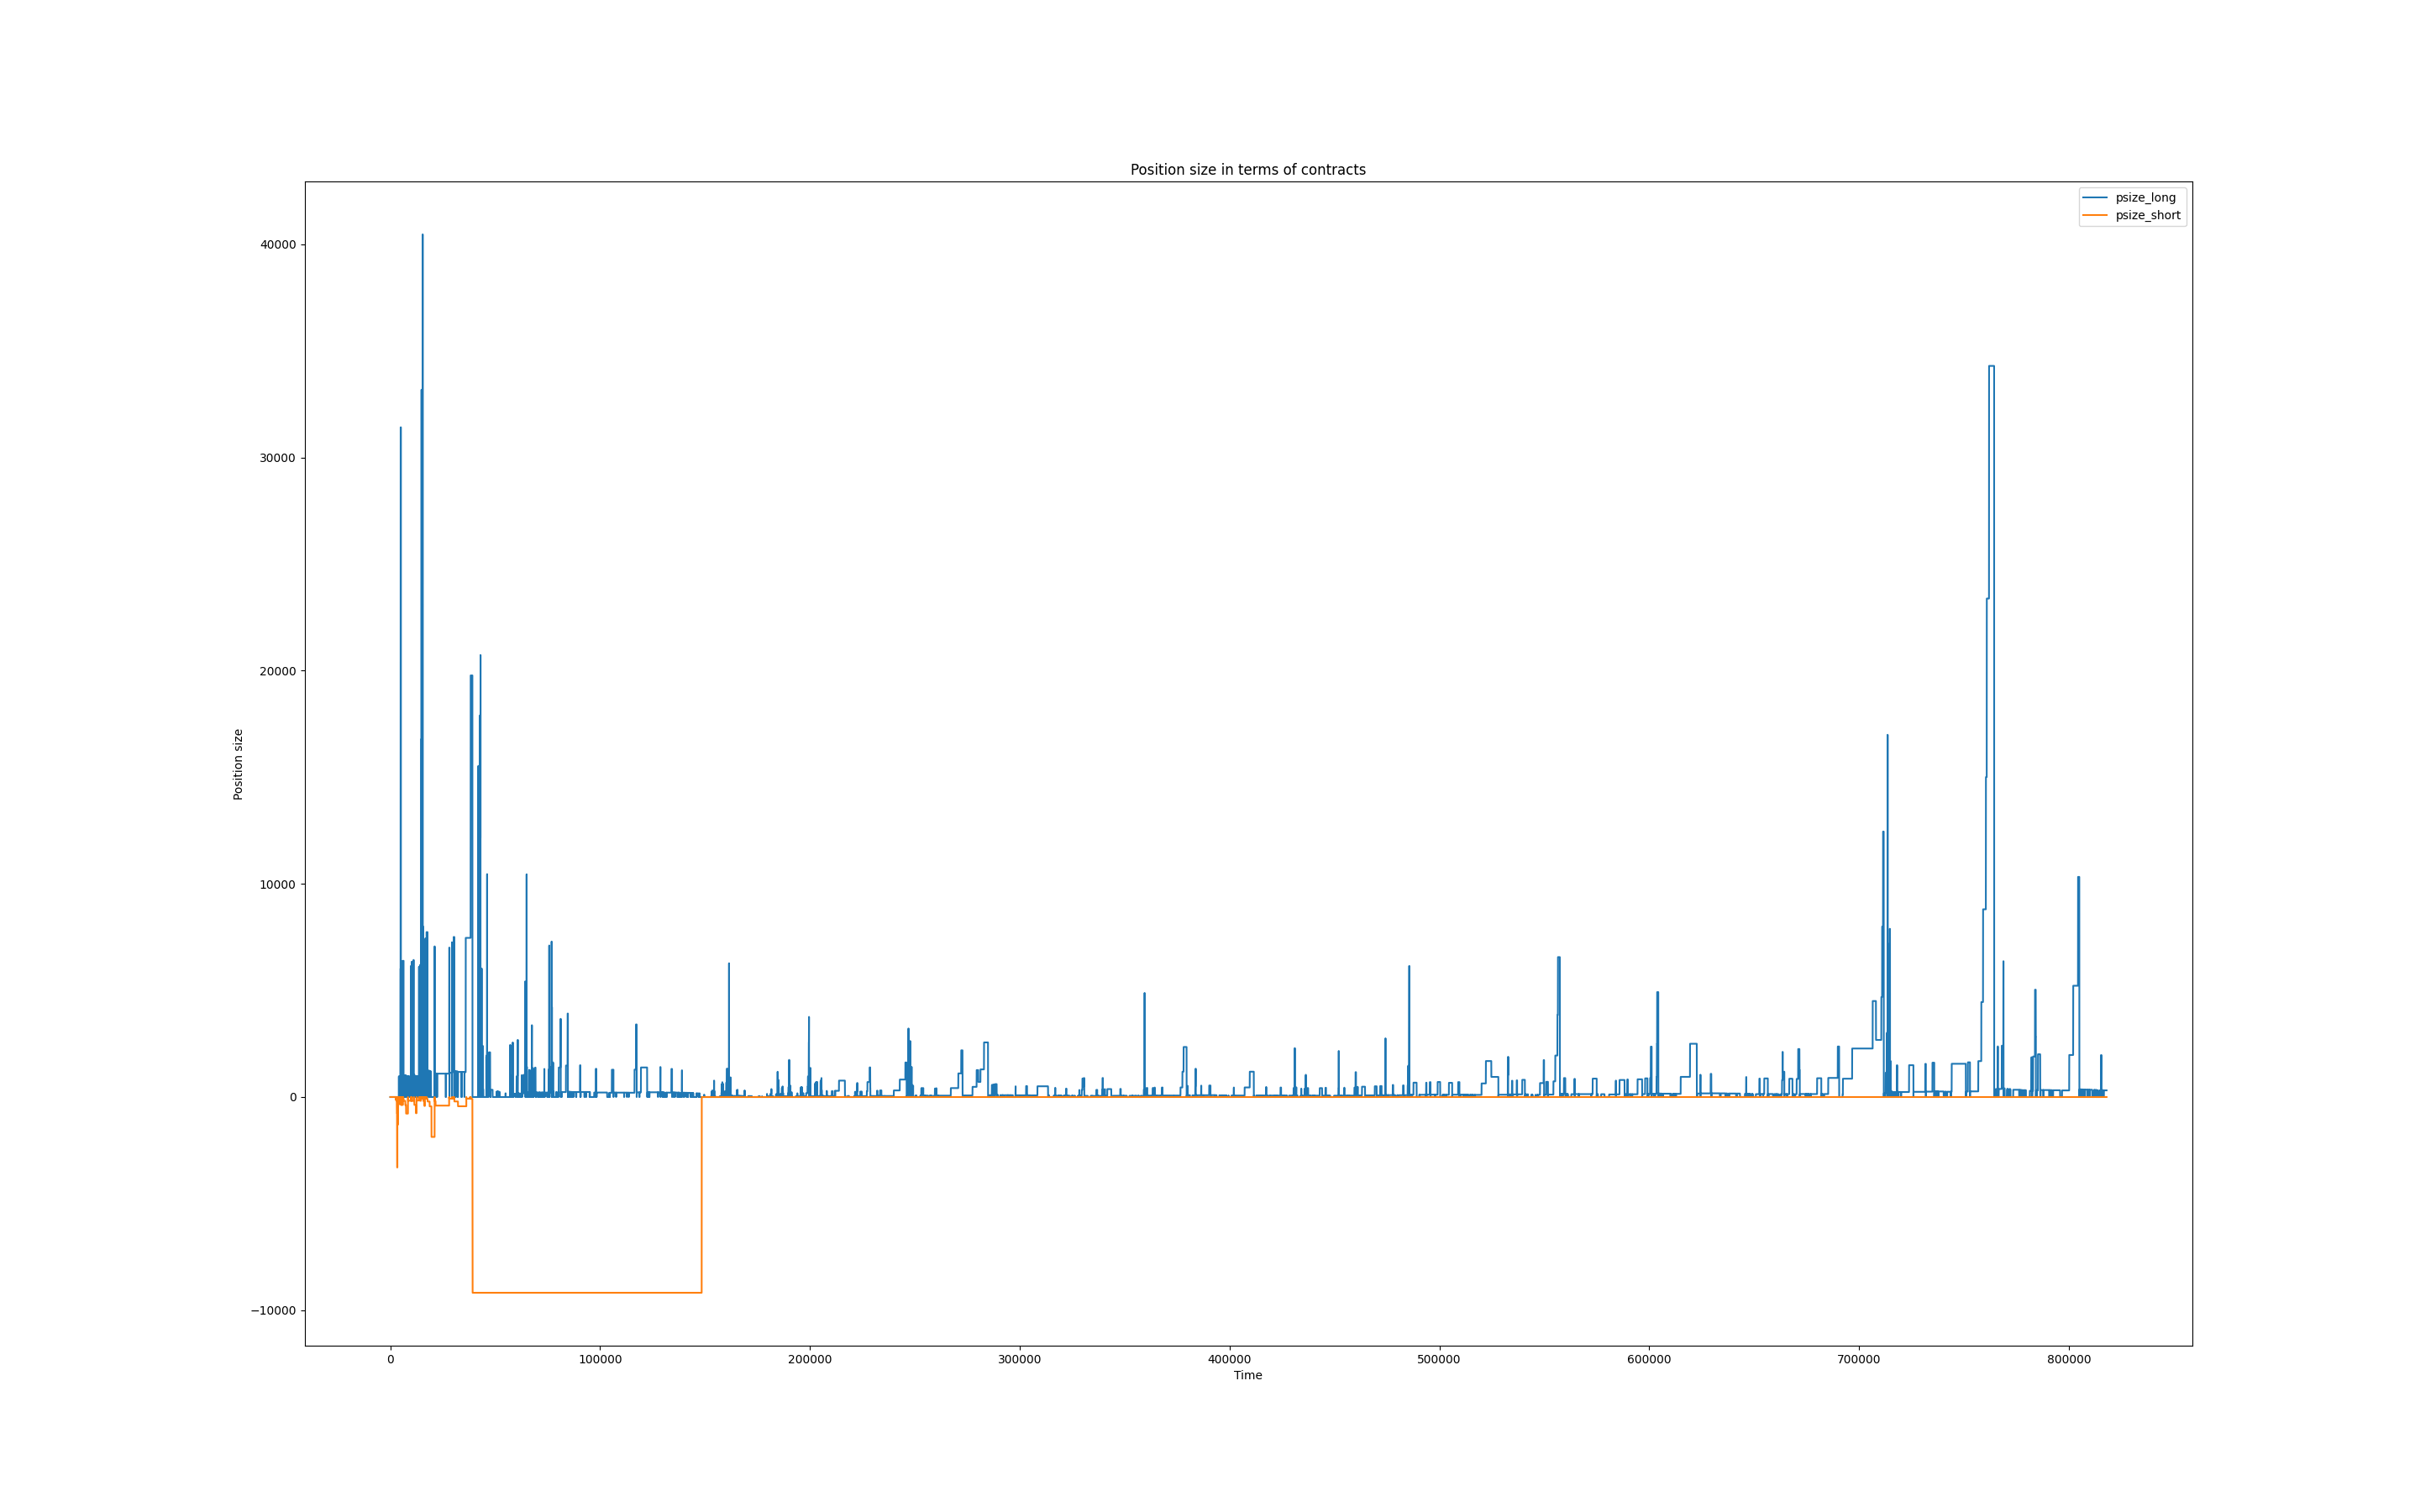 Position size in terms of contracts
psize_long
psize_short
40000
30000
20000
10000
0
−10000
Position size
0 100000 200000 300000 400000 500000 600000 700000 800000
Time